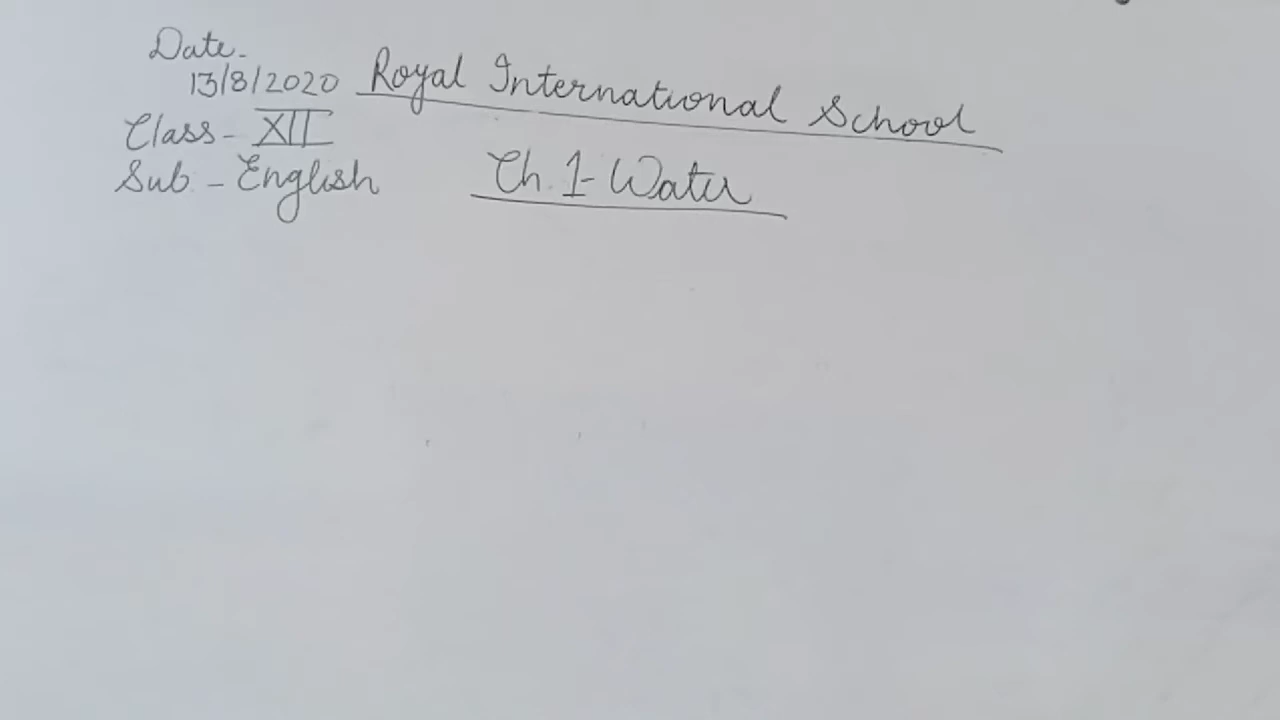 Date-
13/8/2020 Royal International School
Class - XII
Sub - English Ch. 1- Water